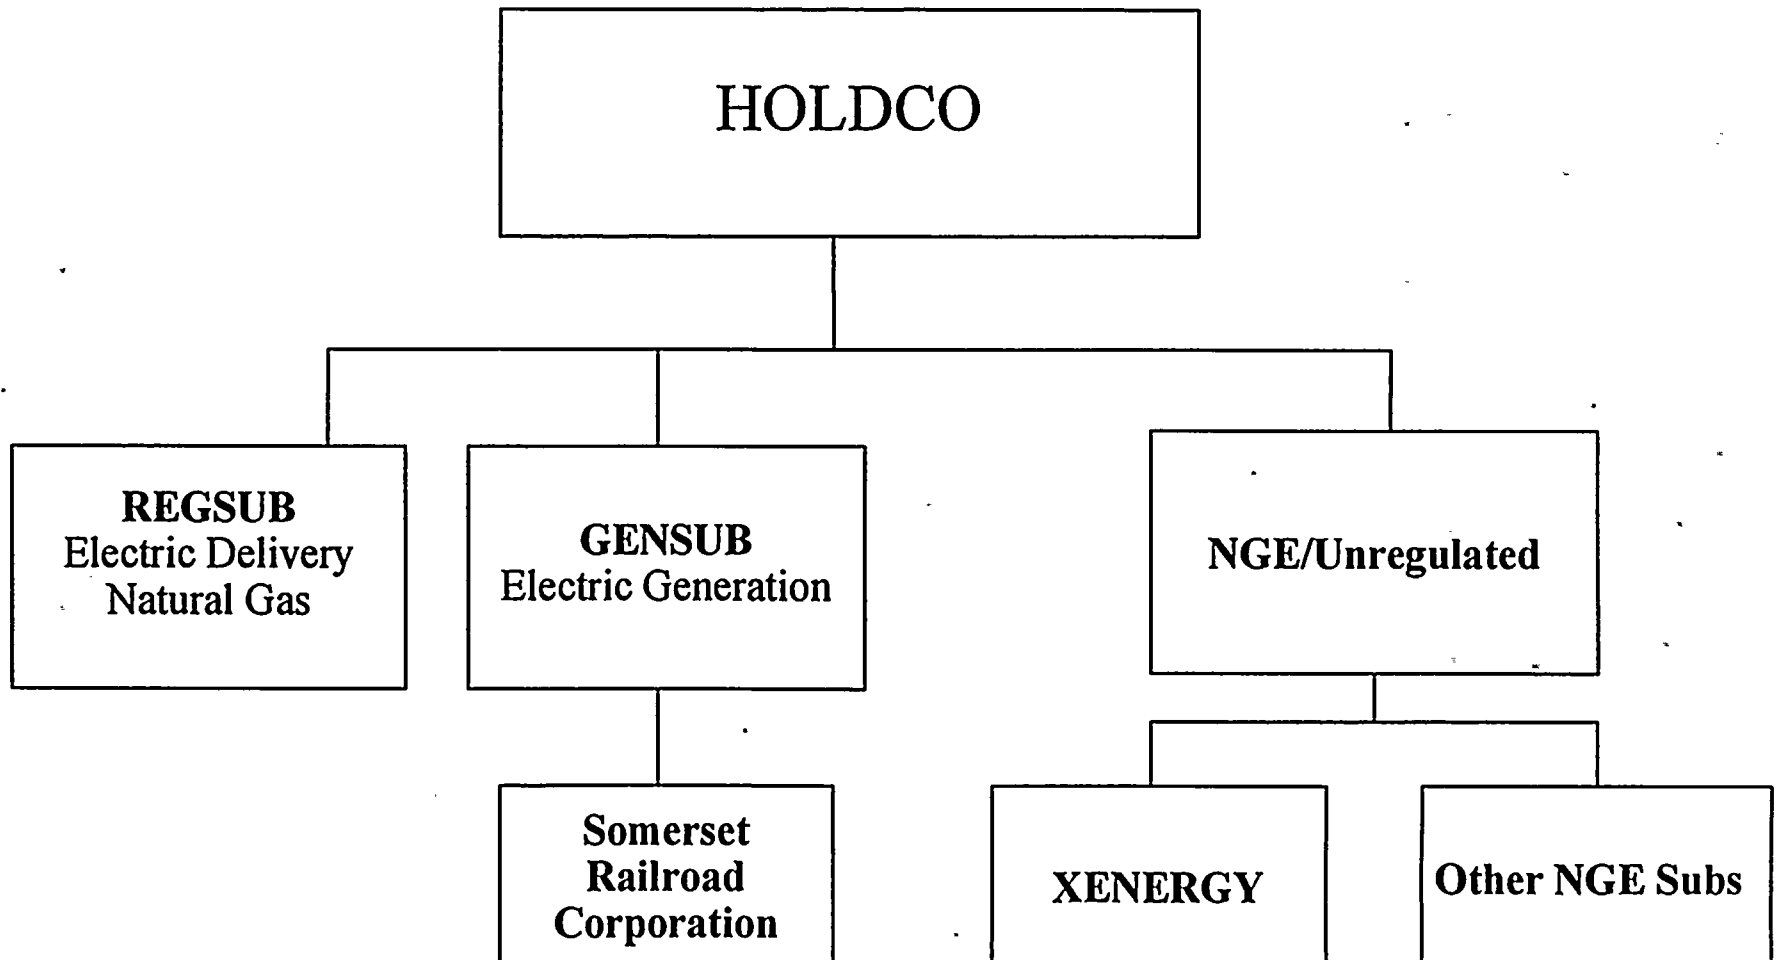 HOLDCO
REGSUB
Electric Delivery
Natural Gas
GENSUB
Electric Generation
NGE/Unregulated
Somerset
Railroad
Corporation
XENERGY
Other NGE Subs